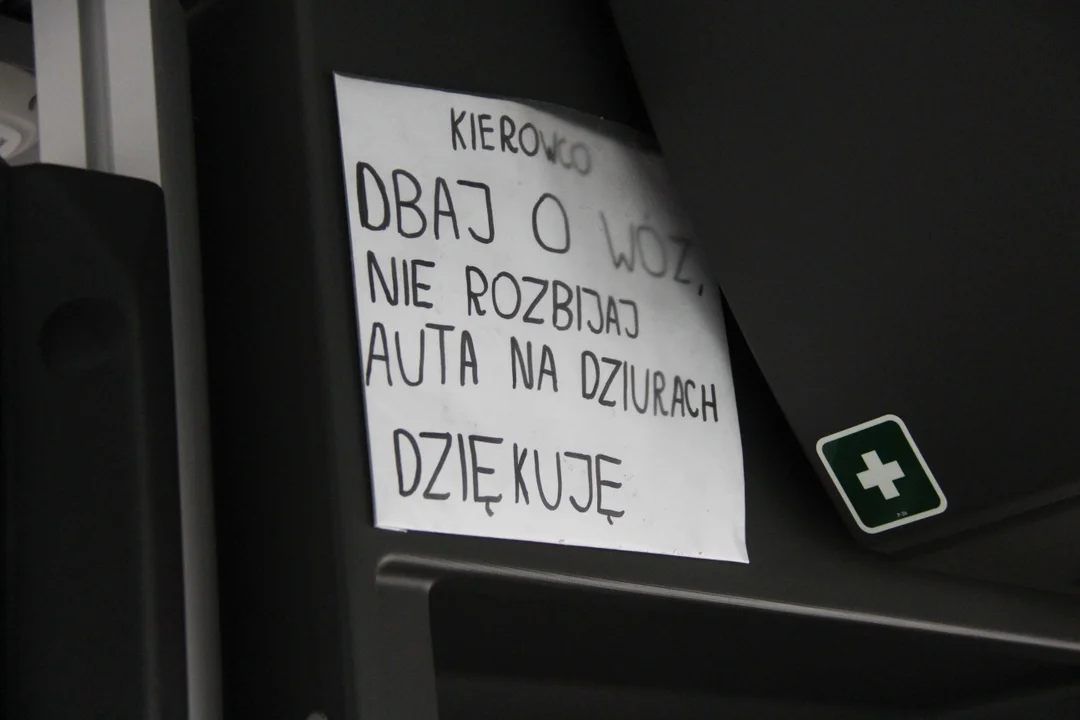 KIEROWCO
DBAJ O WÓZ,
NIE ROZBIJAJ
AUTA NA DZIURACH
DZIĘKUJĘ